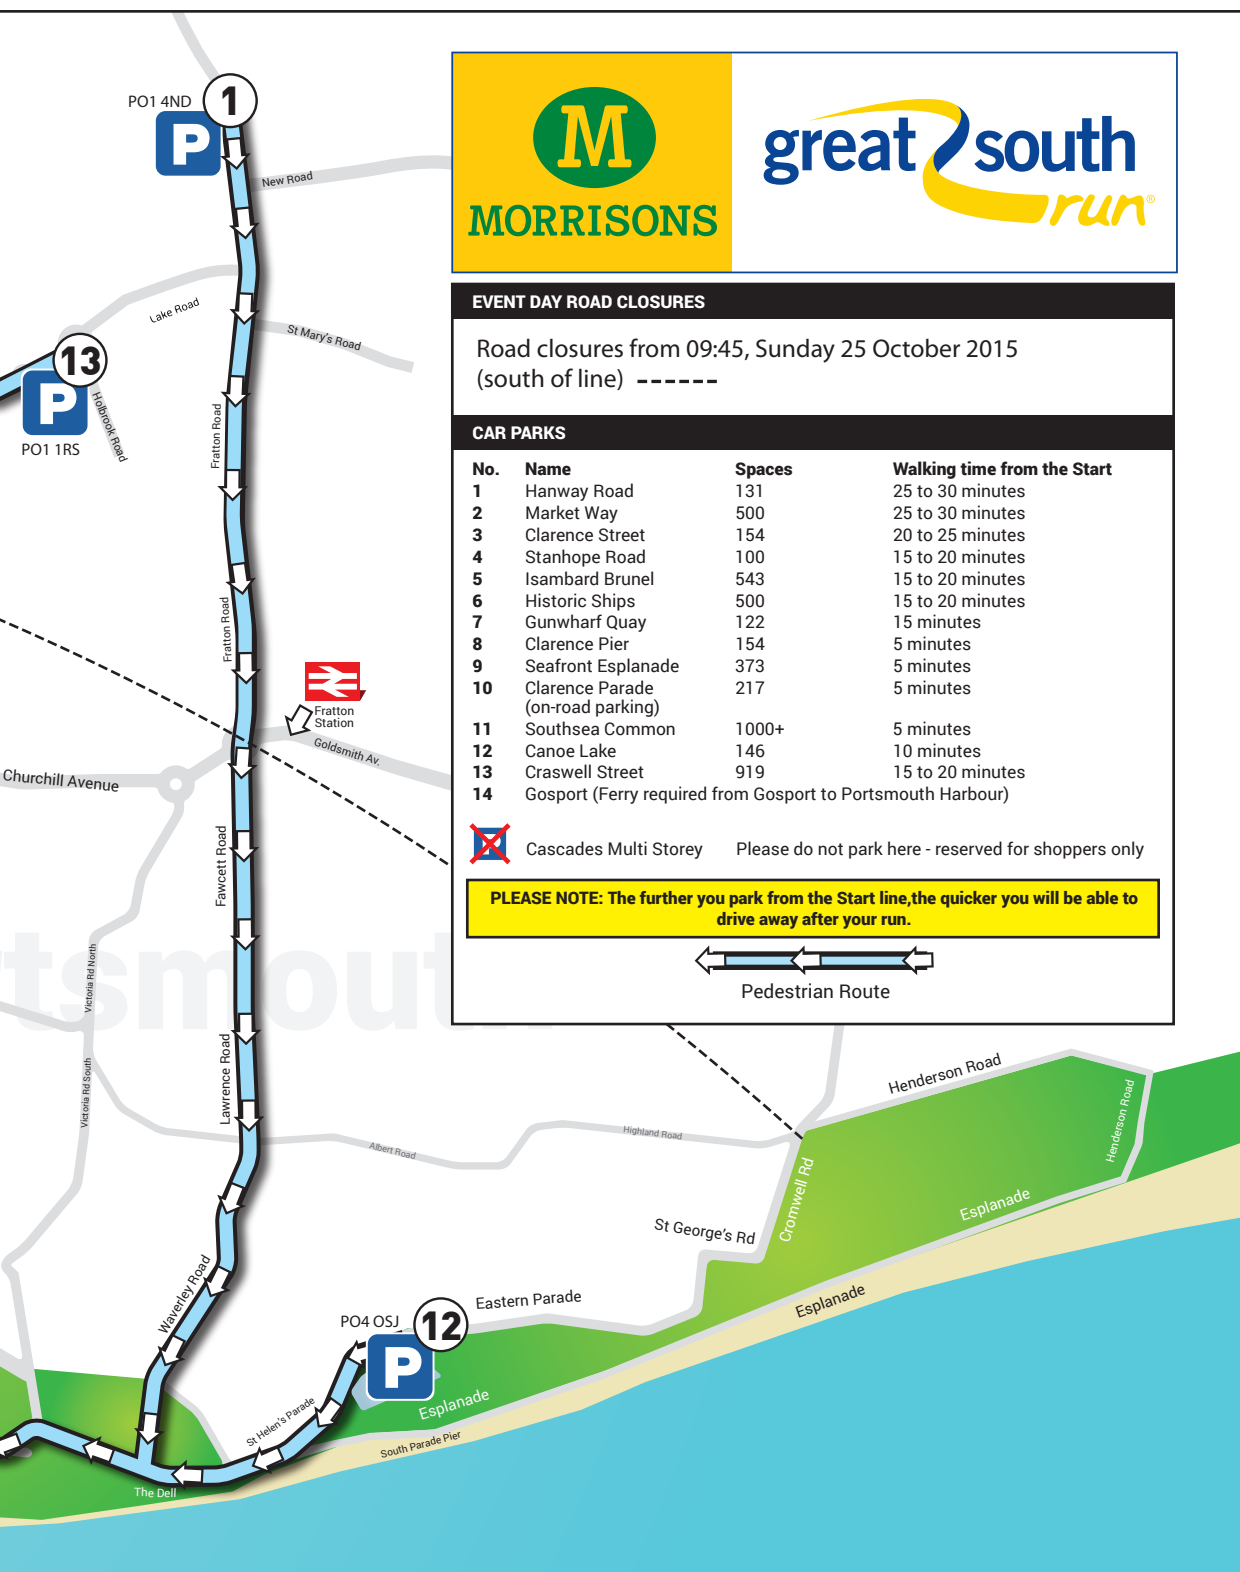 PO1 4ND
1
P
New Road
M
MORRISONS
great south
run®
Lake Road
St Mary's Road
13
P
PO1 1RS
Holbrook Road
Fratton Road
Fratton Road
Fratton
Station
Goldsmith Av.
Churchill Avenue
Fawcett Road
Victoria Rd North
Victoria Rd South
Lawrence Road
rtsmouth
EVENT DAY ROAD CLOSURES
Road closures from 09:45, Sunday 25 October 2015
(south of line) ------
CAR PARKS
No. Name Spaces Walking time from the Start
1 Hanway Road 131 25 to 30 minutes
2 Market Way 500 25 to 30 minutes
3 Clarence Street 154 20 to 25 minutes
4 Stanhope Road 100 15 to 20 minutes
5 Isambard Brunel 543 15 to 20 minutes
6 Historic Ships 500 15 to 20 minutes
7 Gunwharf Quay 122 15 minutes
8 Clarence Pier 154 5 minutes
9 Seafront Esplanade 373 5 minutes
10 Clarence Parade 217 5 minutes
(on-road parking)
11 Southsea Common 1000+ 5 minutes
12 Canoe Lake 146 10 minutes
13 Craswell Street 919 15 to 20 minutes
14 Gosport (Ferry required from Gosport to Portsmouth Harbour)
P Cascades Multi Storey Please do not park here - reserved for shoppers only
PLEASE NOTE: The further you park from the Start line,the quicker you will be able to
drive away after your run.
Pedestrian Route
Albert Road
Highland Road
Henderson Road
Henderson Road
Cromwell Rd
St George's Rd
Esplanade
Esplanade
Eastern Parade
Waverley Road
PO4 OSJ
12
P
Esplanade
St Helen's Parade
South Parade Pier
The Dell